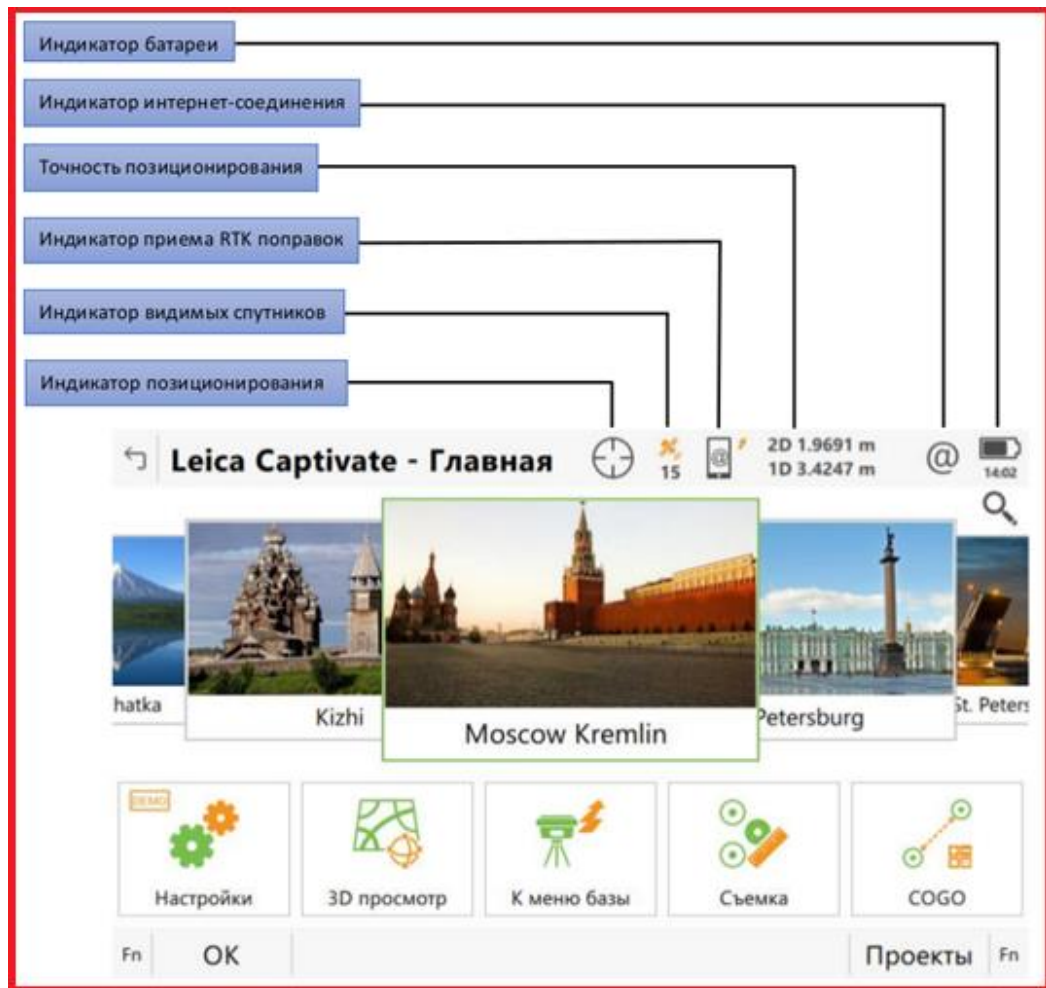 Индикатор батареи
Индикатор интернет-соединения
Точность позиционирования
Индикатор приема RTK поправок
Индикатор видимых спутников
Индикатор позиционирования
Leica Captivate - Главная
15
@
2D 1.9691 m
1D 3.4247 m
@
14:02
hatka
Kizhi
Moscow Kremlin
Petersburg
St. Peters
DEMO
Настройки
3D просмотр
К меню базы
Съемка
COGO
Fn
OK
Проекты
Fn